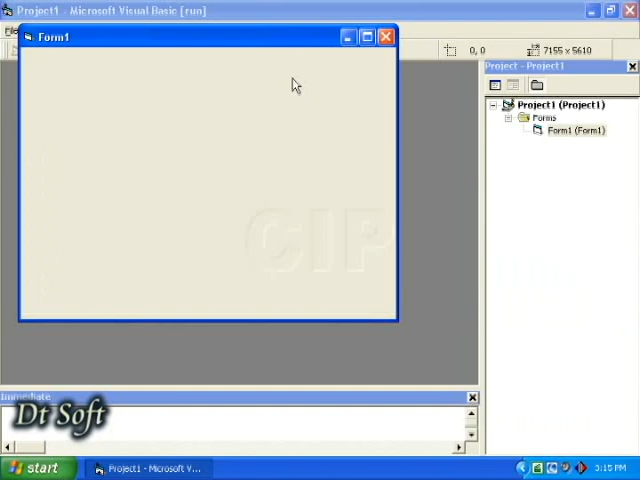 Project1 - Microsoft Visual Basic [run]
Form1
0, 0
7155 x 5610
Project - Project1
Project1 (Project1)
Forms
Form1 (Form1)
CIP
Immediate
Dt Soft
start
Project1 - Microsoft V...
3:15 PM